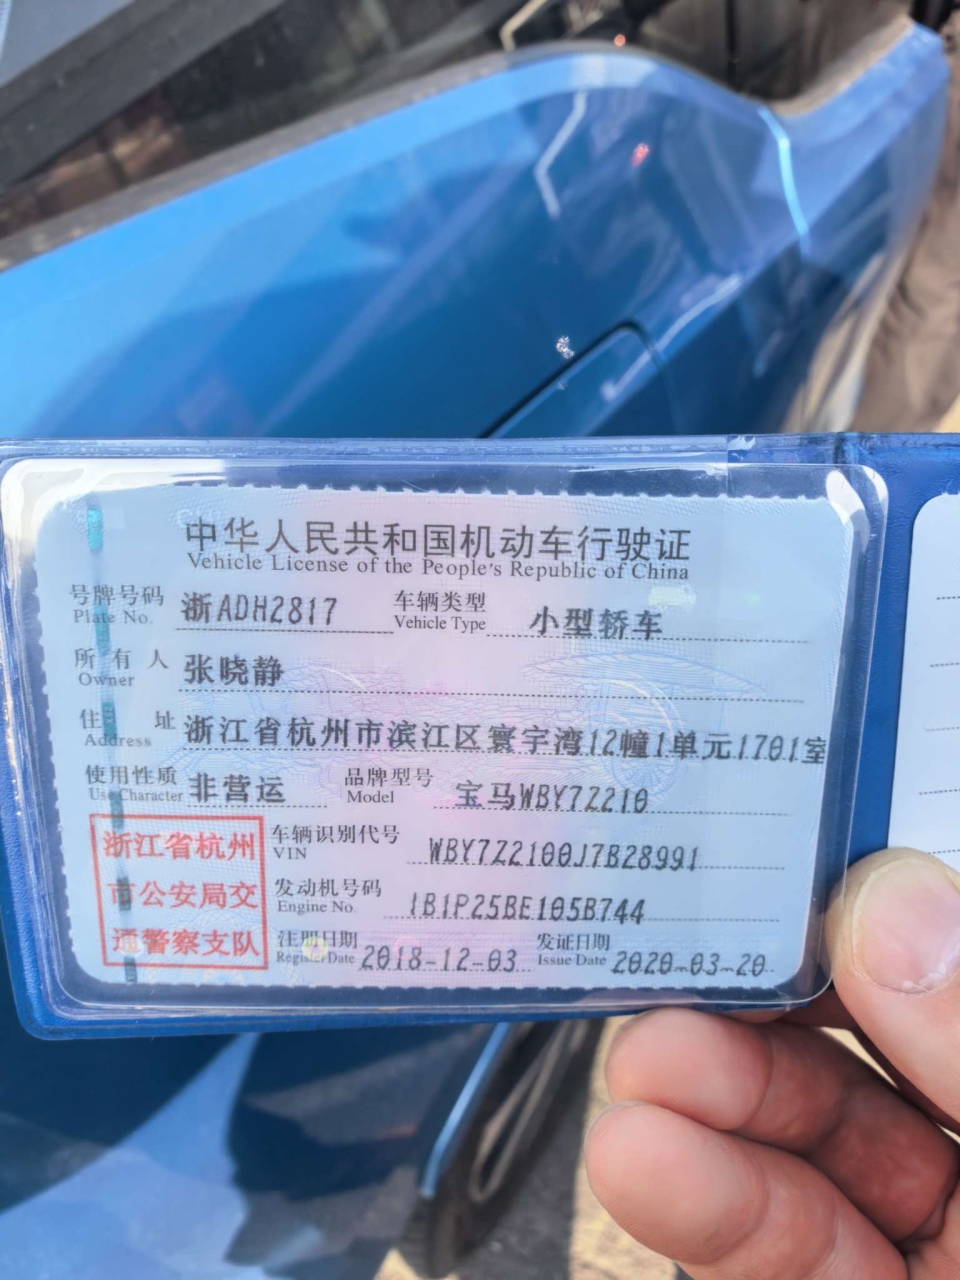 中华人民共和国机动车行驶证
Vehicle License of the People's Republic of China
号牌号码 浙ADH2817 车辆类型 小型轿车
Plate No. Vehicle Type
所有人 张晓静
Owner
住址 浙江省杭州市滨江区寰宇湾12幢1单元1701室
Address
使用性质 非营运 品牌型号 宝马WBY7Z210
Use Character Model
浙江省杭州
市公安局交
通警察支队
车辆识别代号 WBY7Z2100J7B28991
VIN
发动机号码 1B1P25BE105B744
Engine No.
注册日期 2018-12-03 发证日期 2020-03-20
Register Date Issue Date